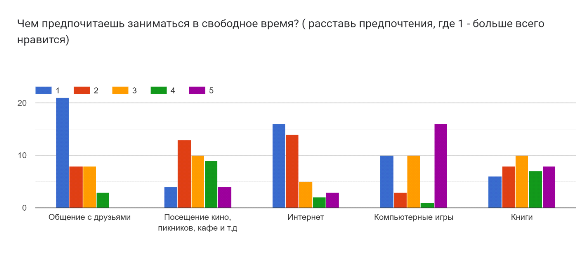 Чем предпочитаешь заниматься в свободное время? ( расставь предпочтения, где 1 - больше всего
нравится)
1 2 3 4 5
20
10
0
Общение с друзьями Посещение кино, Интернет Компьютерные игры Книги
пикников, кафе и т.д